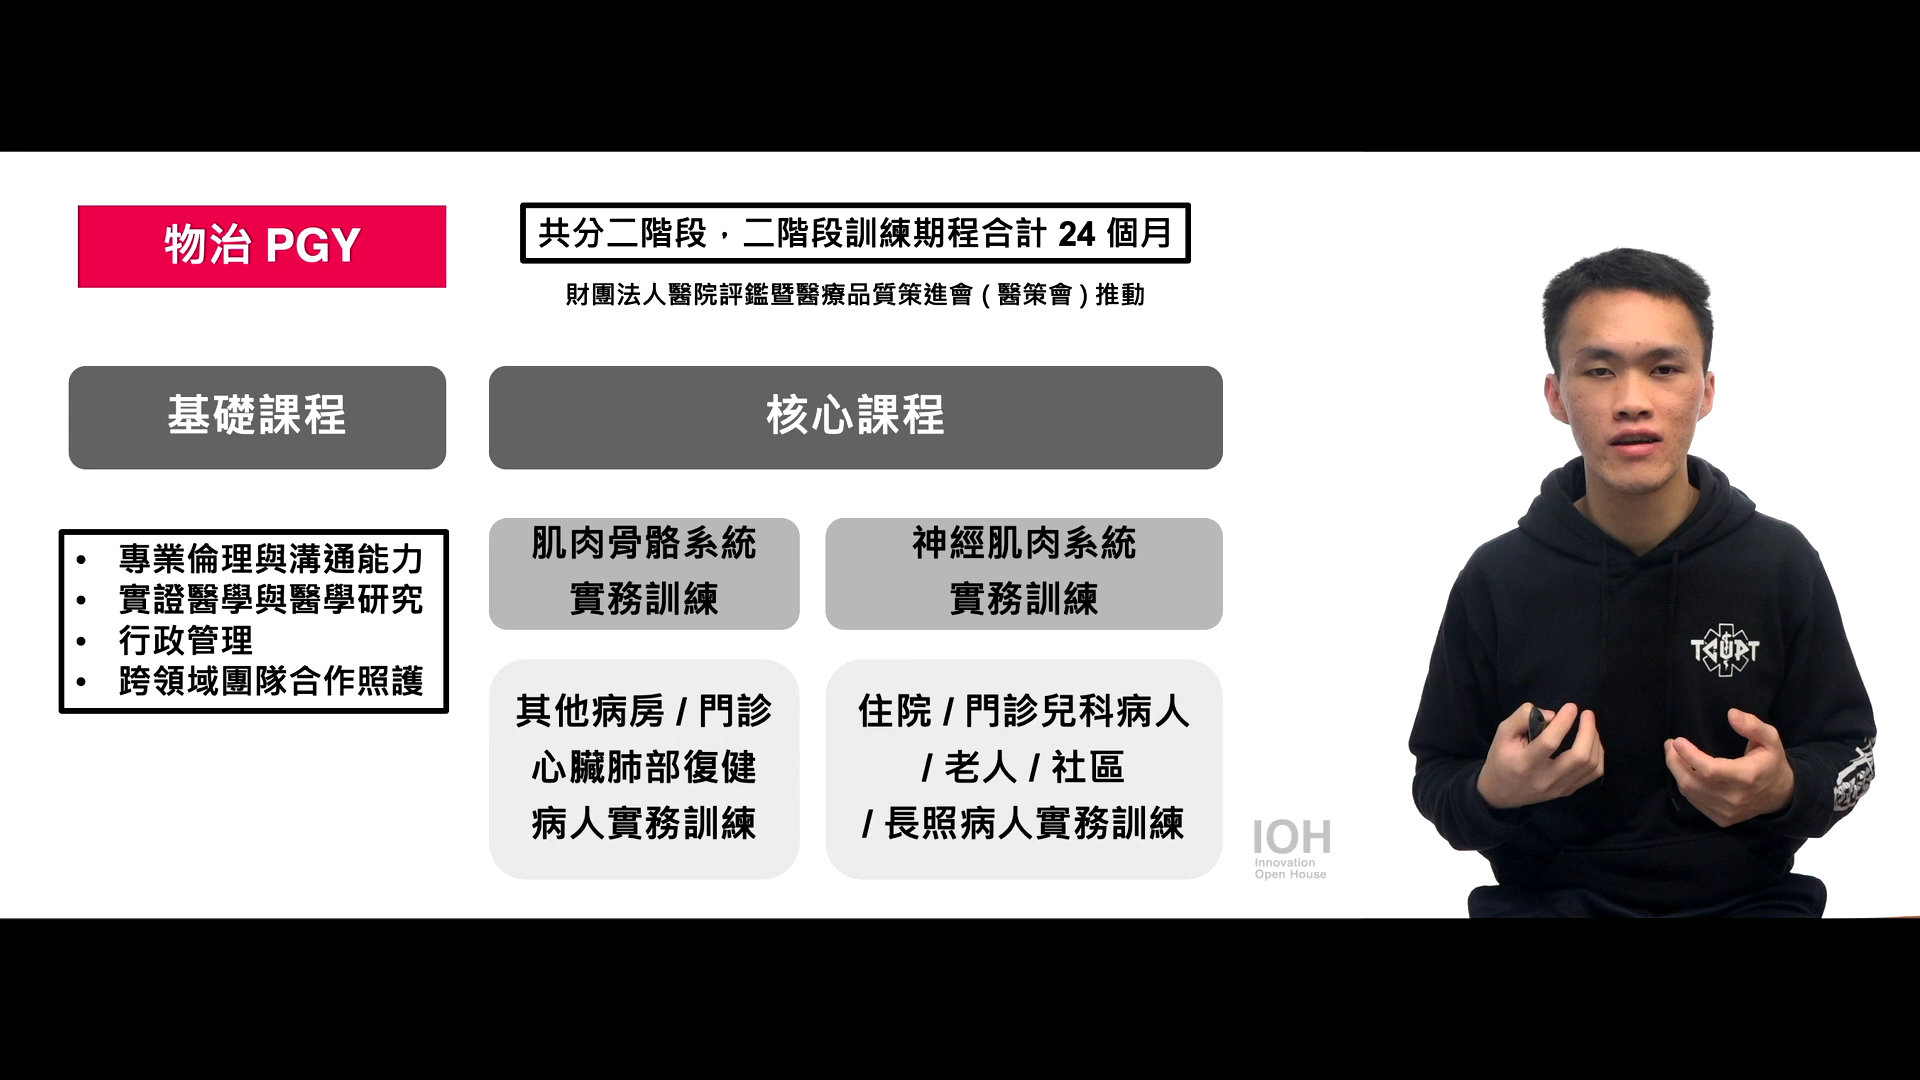 物治 PGY
共分二階段，二階段訓練期程合計 24 個月
財團法人醫院評鑑暨醫療品質策進會 ( 醫策會 ) 推動
基礎課程
核心課程
• 專業倫理與溝通能力
• 實證醫學與醫學研究
• 行政管理
• 跨領域團隊合作照護
肌肉骨骼系統
實務訓練
神經肌肉系統
實務訓練
其他病房 / 門診
心臟肺部復健
病人實務訓練
住院 / 門診兒科病人
/ 老人 / 社區
/ 長照病人實務訓練
IOH
Innovation
Open House
TCUPT